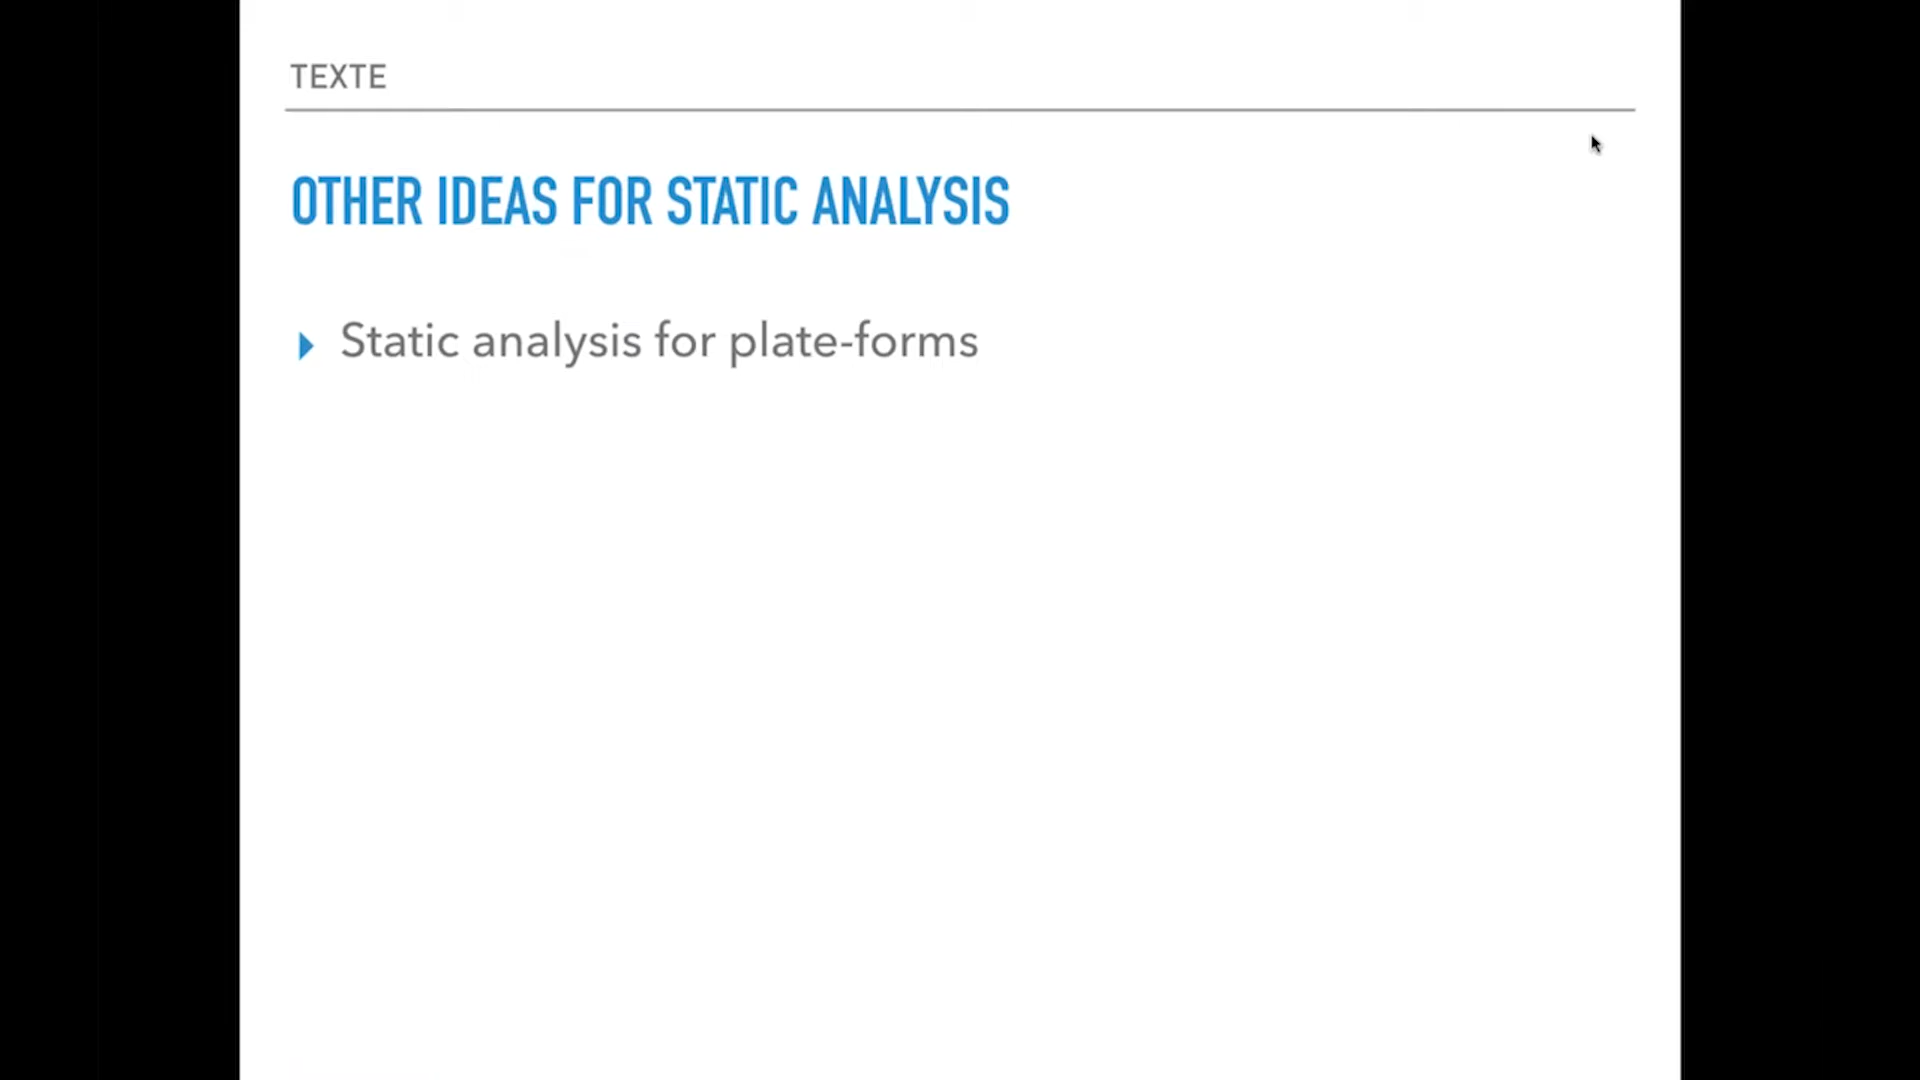 TEXTE
OTHER IDEAS FOR STATIC ANALYSIS
Static analysis for plate-forms